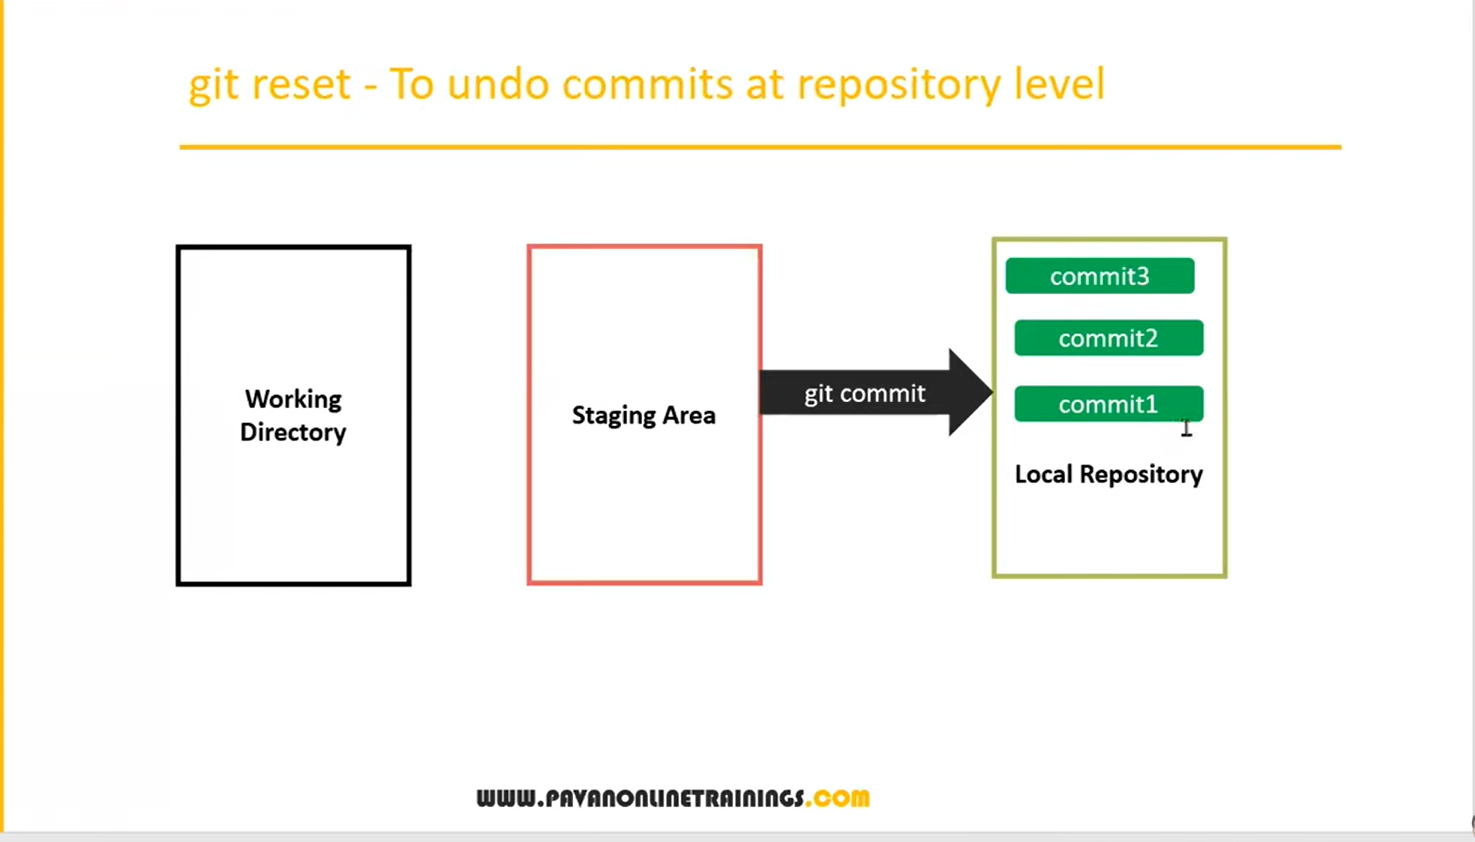 git reset - To undo commits at repository level
Working
Directory
Staging Area
git commit
commit3
commit2
commit1
Local Repository
WWW.PAVANONLINETRAININGS.COM